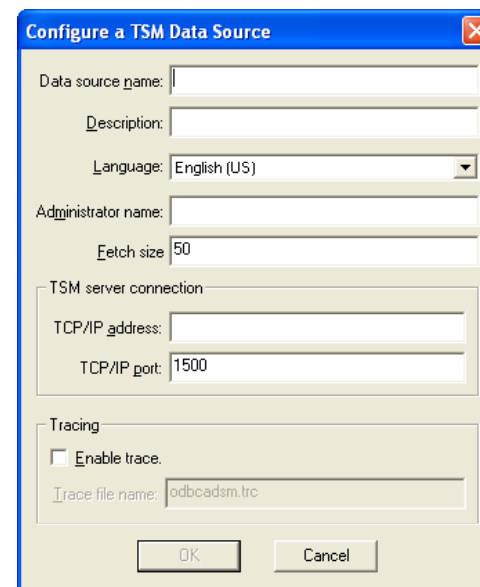 Configure a TSM Data Source
Data source name:
Description:
Language: English (US)
Administrator name:
Fetch size 50
TSM server connection
TCP/IP address:
TCP/IP port: 1500
Tracing
Enable trace.
Trace file name: odbcadsm.trc
OK Cancel